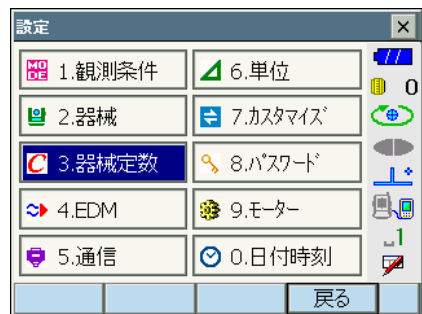 設定
MODE 1.観測条件
2.器械
C 3.器械定数
4.EDM
5.通信
6.単位
7.ｶｽﾀﾏｲｽﾞ
8.ﾊﾟｽﾜｰﾄﾞ
9.ﾓｰﾀｰ
0.日付時刻
0
1
戻る